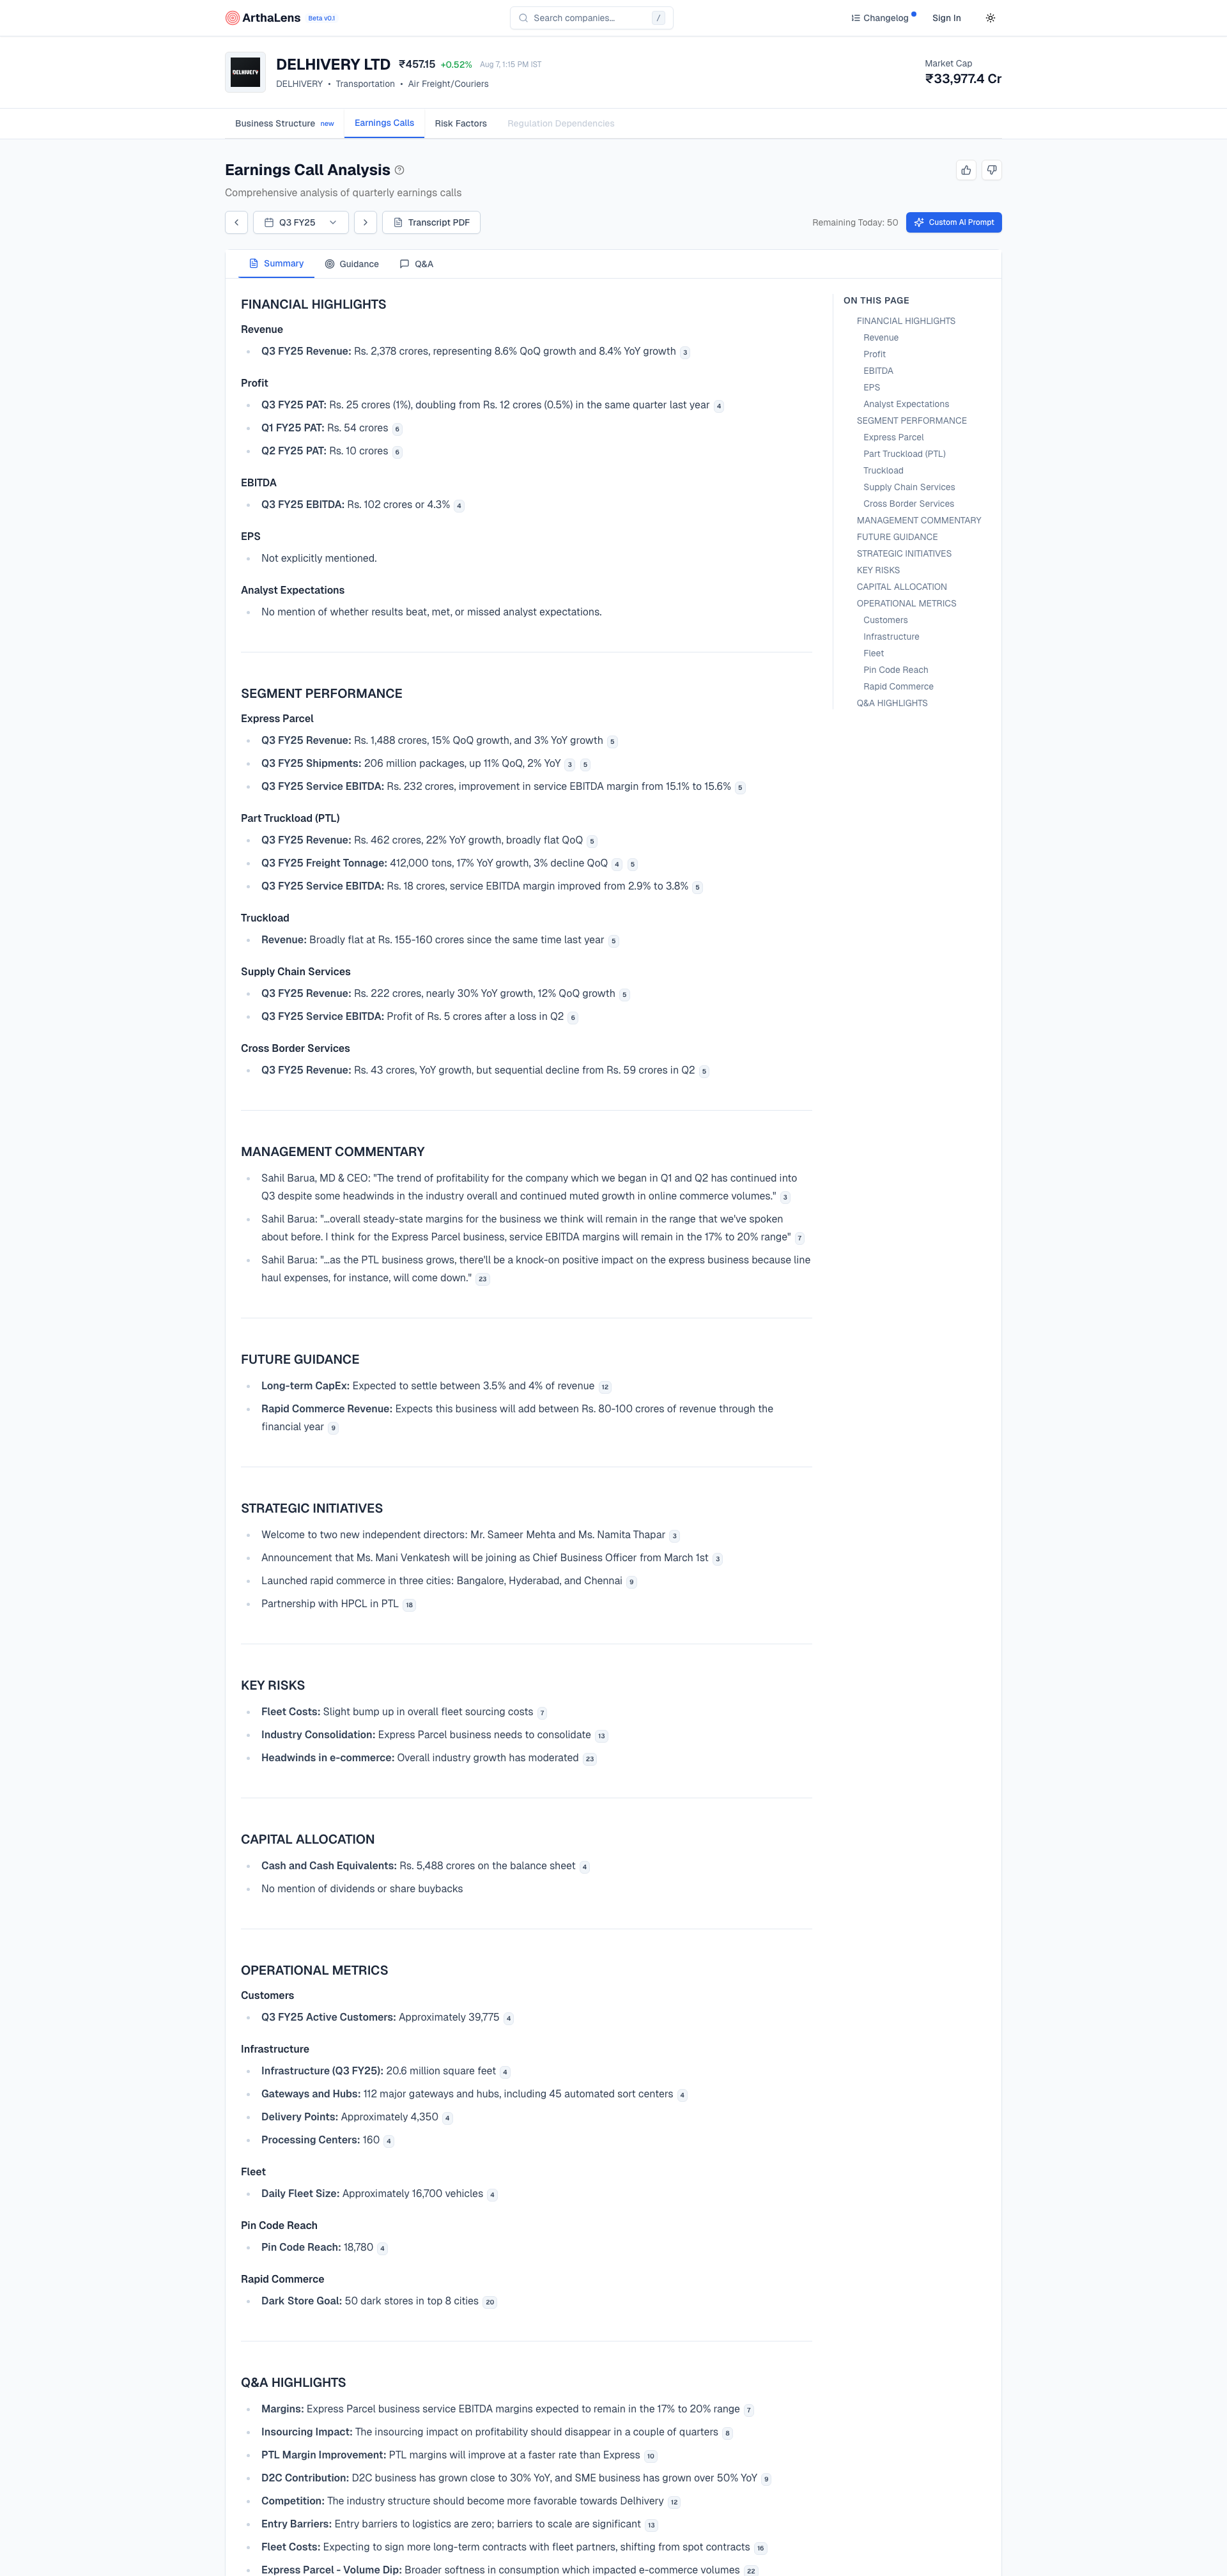 ArthaLens Beta v0.1
Search companies... /
Changelog Sign In
DELHIVERY
DELHIVERY LTD ₹457.15 +0.52% Aug 7, 1:15 PM IST
DELHIVERY • Transportation • Air Freight/Couriers
Market Cap
₹33,977.4 Cr
Business Structure new Earnings Calls Risk Factors Regulation Dependencies
Earnings Call Analysis
Comprehensive analysis of quarterly earnings calls
Q3 FY25 Transcript PDF
Remaining Today: 50 Custom AI Prompt
Summary Guidance Q&A
FINANCIAL HIGHLIGHTS
Revenue
Q3 FY25 Revenue: Rs. 2,378 crores, representing 8.6% QoQ growth and 8.4% YoY growth 3
Profit
Q3 FY25 PAT: Rs. 25 crores (1%), doubling from Rs. 12 crores (0.5%) in the same quarter last year 4
Q1 FY25 PAT: Rs. 54 crores 6
Q2 FY25 PAT: Rs. 10 crores 6
EBITDA
Q3 FY25 EBITDA: Rs. 102 crores or 4.3% 4
EPS
Not explicitly mentioned.
Analyst Expectations
No mention of whether results beat, met, or missed analyst expectations.
SEGMENT PERFORMANCE
Express Parcel
Q3 FY25 Revenue: Rs. 1,488 crores, 15% QoQ growth, and 3% YoY growth 5
Q3 FY25 Shipments: 206 million packages, up 11% QoQ, 2% YoY 3 5
Q3 FY25 Service EBITDA: Rs. 232 crores, improvement in service EBITDA margin from 15.1% to 15.6% 5
Part Truckload (PTL)
Q3 FY25 Revenue: Rs. 462 crores, 22% YoY growth, broadly flat QoQ 5
Q3 FY25 Freight Tonnage: 412,000 tons, 17% YoY growth, 3% decline QoQ 4 5
Q3 FY25 Service EBITDA: Rs. 18 crores, service EBITDA margin improved from 2.9% to 3.8% 5
Truckload
Revenue: Broadly flat at Rs. 155-160 crores since the same time last year 5
Supply Chain Services
Q3 FY25 Revenue: Rs. 222 crores, nearly 30% YoY growth, 12% QoQ growth 5
Q3 FY25 Service EBITDA: Profit of Rs. 5 crores after a loss in Q2 6
Cross Border Services
Q3 FY25 Revenue: Rs. 43 crores, YoY growth, but sequential decline from Rs. 59 crores in Q2 5
MANAGEMENT COMMENTARY
Sahil Barua, MD & CEO: "The trend of profitability for the company which we began in Q1 and Q2 has continued into
Q3 despite some headwinds in the industry overall and continued muted growth in online commerce volumes." 3
Sahil Barua: "...overall steady-state margins for the business we think will remain in the range that we've spoken
about before. I think for the Express Parcel business, service EBITDA margins will remain in the 17% to 20% range" 7
Sahil Barua: "...as the PTL business grows, there'll be a knock-on positive impact on the express business because line
haul expenses, for instance, will come down." 23
FUTURE GUIDANCE
Long-term CapEx: Expected to settle between 3.5% and 4% of revenue 12
Rapid Commerce Revenue: Expects this business will add between Rs. 80-100 crores of revenue through the
financial year 9
STRATEGIC INITIATIVES
Welcome to two new independent directors: Mr. Sameer Mehta and Ms. Namita Thapar 3
Announcement that Ms. Mani Venkatesh will be joining as Chief Business Officer from March 1st 3
Launched rapid commerce in three cities: Bangalore, Hyderabad, and Chennai 9
Partnership with HPCL in PTL 18
KEY RISKS
Fleet Costs: Slight bump up in overall fleet sourcing costs 7
Industry Consolidation: Express Parcel business needs to consolidate 13
Headwinds in e-commerce: Overall industry growth has moderated 23
CAPITAL ALLOCATION
Cash and Cash Equivalents: Rs. 5,488 crores on the balance sheet 4
No mention of dividends or share buybacks
OPERATIONAL METRICS
Customers
Q3 FY25 Active Customers: Approximately 39,775 4
Infrastructure
Infrastructure (Q3 FY25): 20.6 million square feet 4
Gateways and Hubs: 112 major gateways and hubs, including 45 automated sort centers 4
Delivery Points: Approximately 4,350 4
Processing Centers: 160 4
Fleet
Daily Fleet Size: Approximately 16,700 vehicles 4
Pin Code Reach
Pin Code Reach: 18,780 4
Rapid Commerce
Dark Store Goal: 50 dark stores in top 8 cities 20
Q&A HIGHLIGHTS
Margins: Express Parcel business service EBITDA margins expected to remain in the 17% to 20% range 7
Insourcing Impact: The insourcing impact on profitability should disappear in a couple of quarters 8
PTL Margin Improvement: PTL margins will improve at a faster rate than Express 10
D2C Contribution: D2C business has grown close to 30% YoY, and SME business has grown over 50% YoY 9
Competition: The industry structure should become more favorable towards Delhivery 12
Entry Barriers: Entry barriers to logistics are zero; barriers to scale are significant 13
Fleet Costs: Expecting to sign more long-term contracts with fleet partners, shifting from spot contracts 16
Express Parcel - Volume Dip: Broader softness in consumption which impacted e-commerce volumes 22
ON THIS PAGE
FINANCIAL HIGHLIGHTS
Revenue
Profit
EBITDA
EPS
Analyst Expectations
SEGMENT PERFORMANCE
Express Parcel
Part Truckload (PTL)
Truckload
Supply Chain Services
Cross Border Services
MANAGEMENT COMMENTARY
FUTURE GUIDANCE
STRATEGIC INITIATIVES
KEY RISKS
CAPITAL ALLOCATION
OPERATIONAL METRICS
Customers
Infrastructure
Fleet
Pin Code Reach
Rapid Commerce
Q&A HIGHLIGHTS